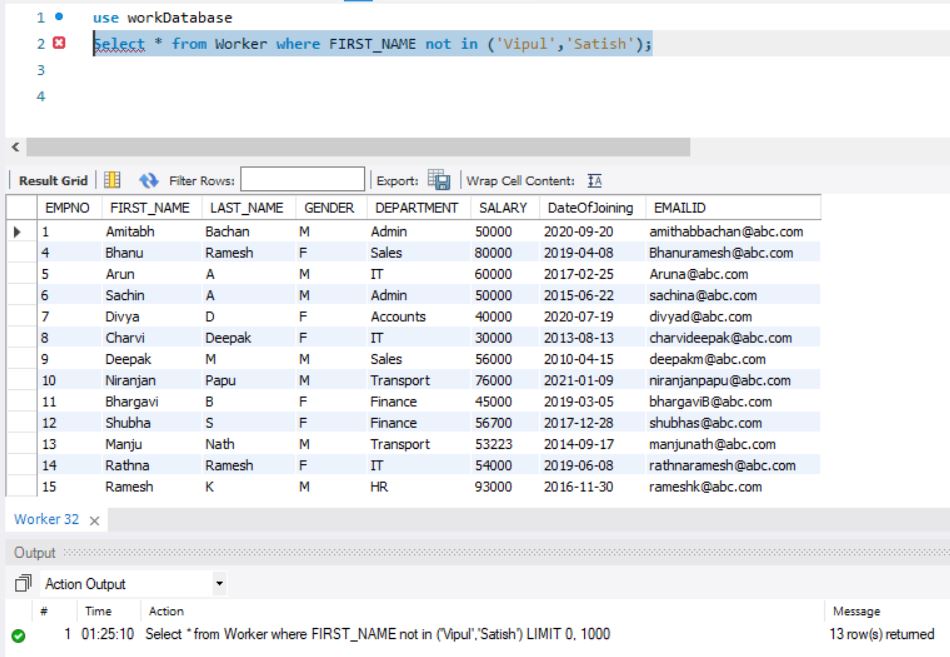 1 use workDatabase
2 Select * from Worker where FIRST_NAME not in ('Vipul','Satish');
3
4
Result Grid Filter Rows: Export: Wrap Cell Content: IA
EMPNO FIRST_NAME LAST_NAME GENDER DEPARTMENT SALARY DateOfJoining EMAILID
1 Amitabh Bachan M Admin 50000 2020-09-20 amithabbachan@abc.com
4 Bhanu Ramesh F Sales 80000 2019-04-08 Bhanuramesh@abc.com
5 Arun A M IT 60000 2017-02-25 Aruna@abc.com
6 Sachin A M Admin 50000 2015-06-22 sachina@abc.com
7 Divya D F Accounts 40000 2020-07-19 divyad@abc.com
8 Charvi Deepak F IT 30000 2013-08-13 charvideepak@abc.com
9 Deepak M M Sales 56000 2010-04-15 deepakm@abc.com
10 Niranjan Papu M Transport 76000 2021-01-09 niranjanpapu@abc.com
11 Bhargavi B F Finance 45000 2019-03-05 bhargaviB@abc.com
12 Shubha S F Finance 56700 2017-12-28 shubhas@abc.com
13 Manju Nath M Transport 53223 2014-09-17 manjunath@abc.com
14 Rathna Ramesh F IT 54000 2019-06-08 rathnaramesh@abc.com
15 Ramesh K M HR 93000 2016-11-30 rameshk@abc.com
Worker 32
Output
Action Output
# Time Action Message
1 01:25:10 Select * from Worker where FIRST_NAME not in ('Vipul','Satish') LIMIT 0, 1000 13 row(s) returned